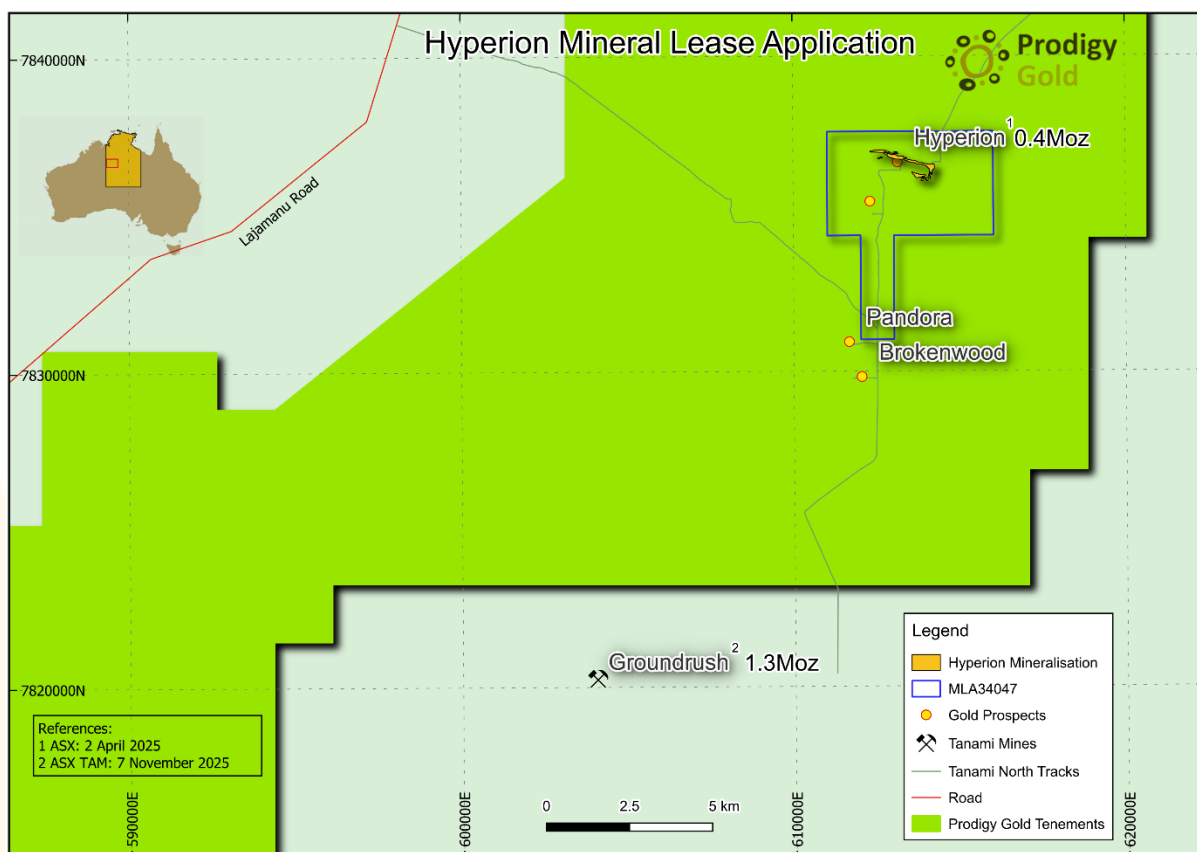 Hyperion Mineral Lease Application
Prodigy
Gold
7840000N
Lajamanu Road
Hyperion 1 0.4Moz
Pandora
Brokenwood
7830000N
Groundrush 2 1.3Moz
7820000N
References:
1 ASX: 2 April 2025
2 ASX TAM: 7 November 2025
Legend
Hyperion Mineralisation
MLA34047
Gold Prospects
Tanami Mines
Tanami North Tracks
Road
Prodigy Gold Tenements
0 2.5 5 km
590000E
600000E
610000E
620000E